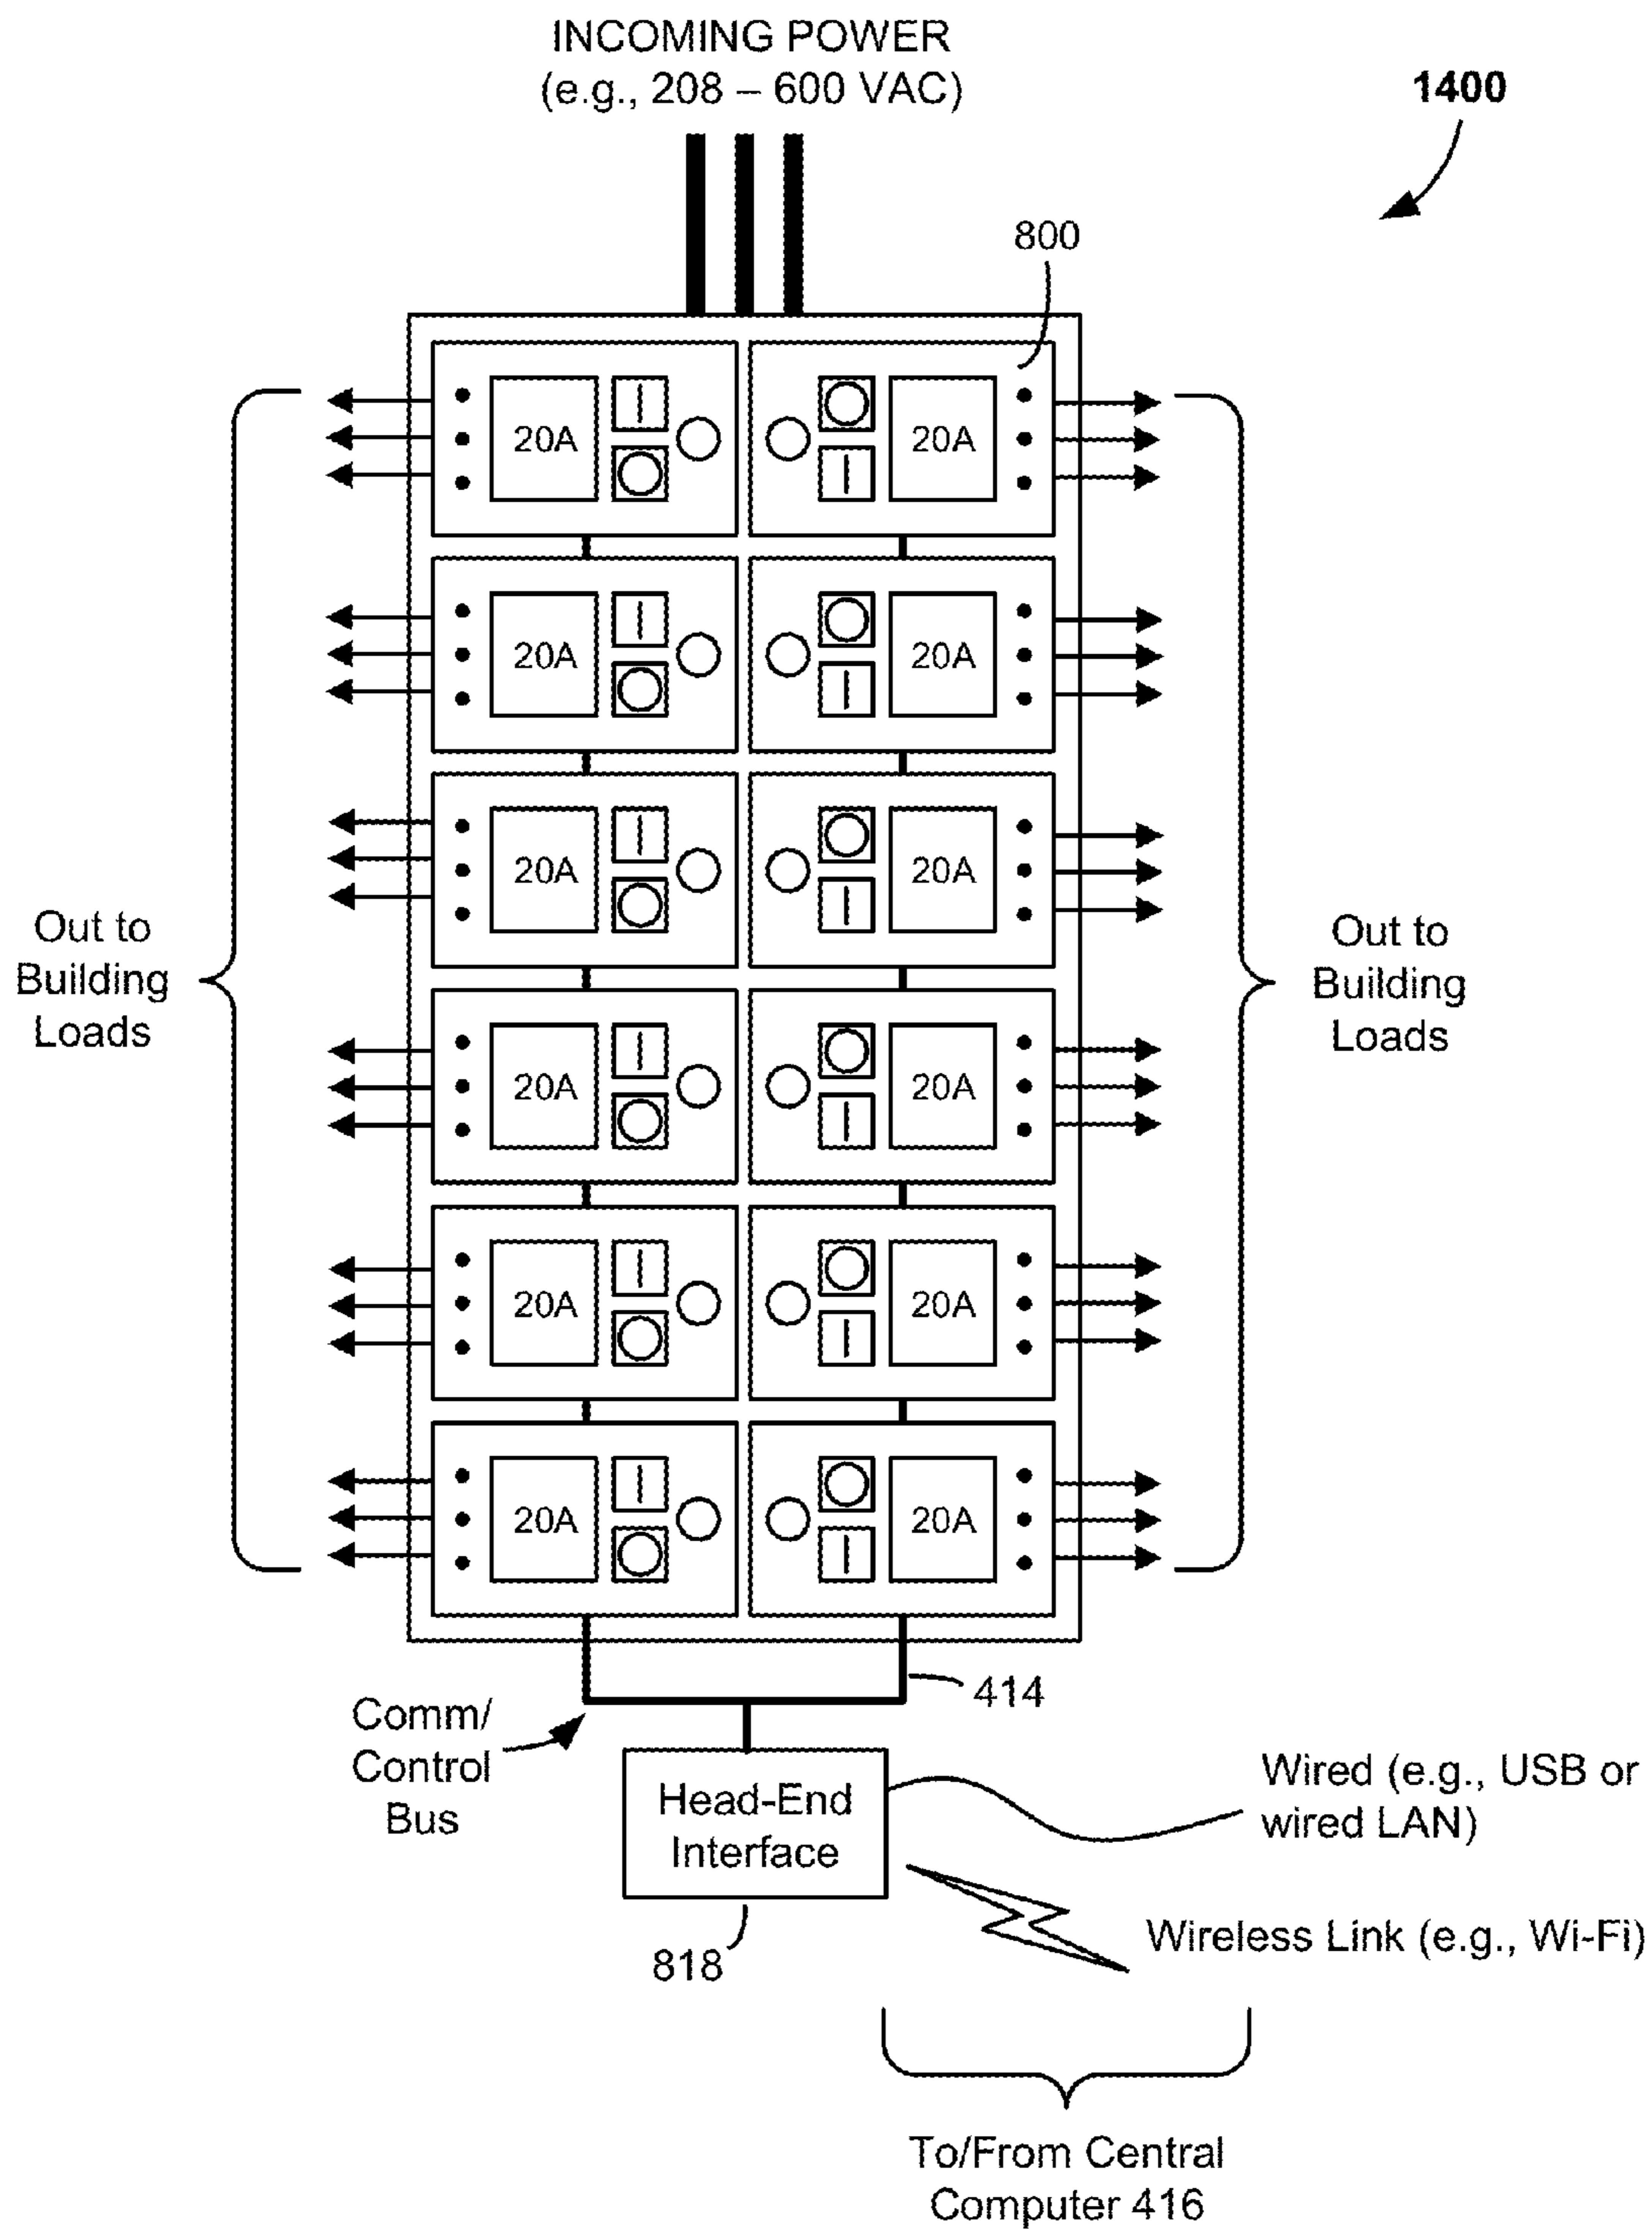 INCOMING POWER
(e.g., 208 – 600 VAC)
1400
800
20A
20A
20A
20A
20A
20A
20A
20A
20A
20A
20A
20A
Out to
Building
Loads
Out to
Building
Loads
414
Comm/
Control
Bus
Head-End
Interface
818
Wired (e.g., USB or
wired LAN)
Wireless Link (e.g., Wi-Fi)
To/From Central
Computer 416